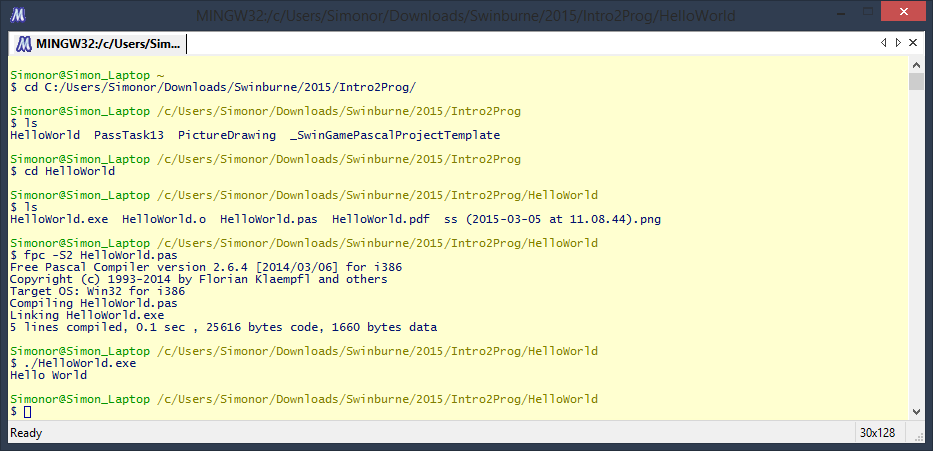 MINGW32:/c/Users/Simonor/Downloads/Swinburne/2015/Intro2Prog/HelloWorld
MINGW32:/c/Users/Sim...
Simonor@Simon_Laptop ~
$ cd C:/Users/Simonor/Downloads/Swinburne/2015/Intro2Prog/
Simonor@Simon_Laptop /c/Users/Simonor/Downloads/Swinburne/2015/Intro2Prog
$ ls
HelloWorld  PassTask13  PictureDrawing  _SwinGamePascalProjectTemplate
Simonor@Simon_Laptop /c/Users/Simonor/Downloads/Swinburne/2015/Intro2Prog
$ cd HelloWorld
Simonor@Simon_Laptop /c/Users/Simonor/Downloads/Swinburne/2015/Intro2Prog/HelloWorld
$ ls
HelloWorld.exe  HelloWorld.o  HelloWorld.pas  HelloWorld.pdf  ss (2015-03-05 at 11.08.44).png
Simonor@Simon_Laptop /c/Users/Simonor/Downloads/Swinburne/2015/Intro2Prog/HelloWorld
$ fpc -S2 HelloWorld.pas
Free Pascal Compiler version 2.6.4 [2014/03/06] for i386
Copyright (c) 1993-2014 by Florian Klaempfl and others
Target OS: Win32 for i386
Compiling HelloWorld.pas
Linking HelloWorld.exe
5 lines compiled, 0.1 sec , 25616 bytes code, 1660 bytes data
Simonor@Simon_Laptop /c/Users/Simonor/Downloads/Swinburne/2015/Intro2Prog/HelloWorld
$ ./HelloWorld.exe
Hello World
Simonor@Simon_Laptop /c/Users/Simonor/Downloads/Swinburne/2015/Intro2Prog/HelloWorld
$
Ready
30x128